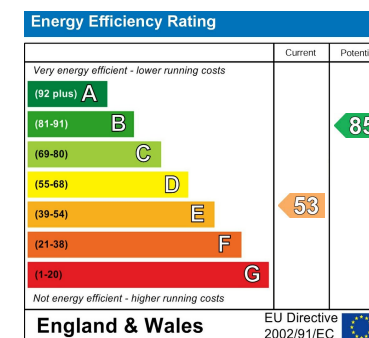 Energy Efficiency Rating
Current Potenti
Very energy efficient - lower running costs
(92 plus) A
(81-91) B
85
(69-80) C
(55-68) D
(39-54) E
53
(21-38) F
(1-20) G
Not energy efficient - higher running costs
England & Wales
EU Directive
2002/91/EC